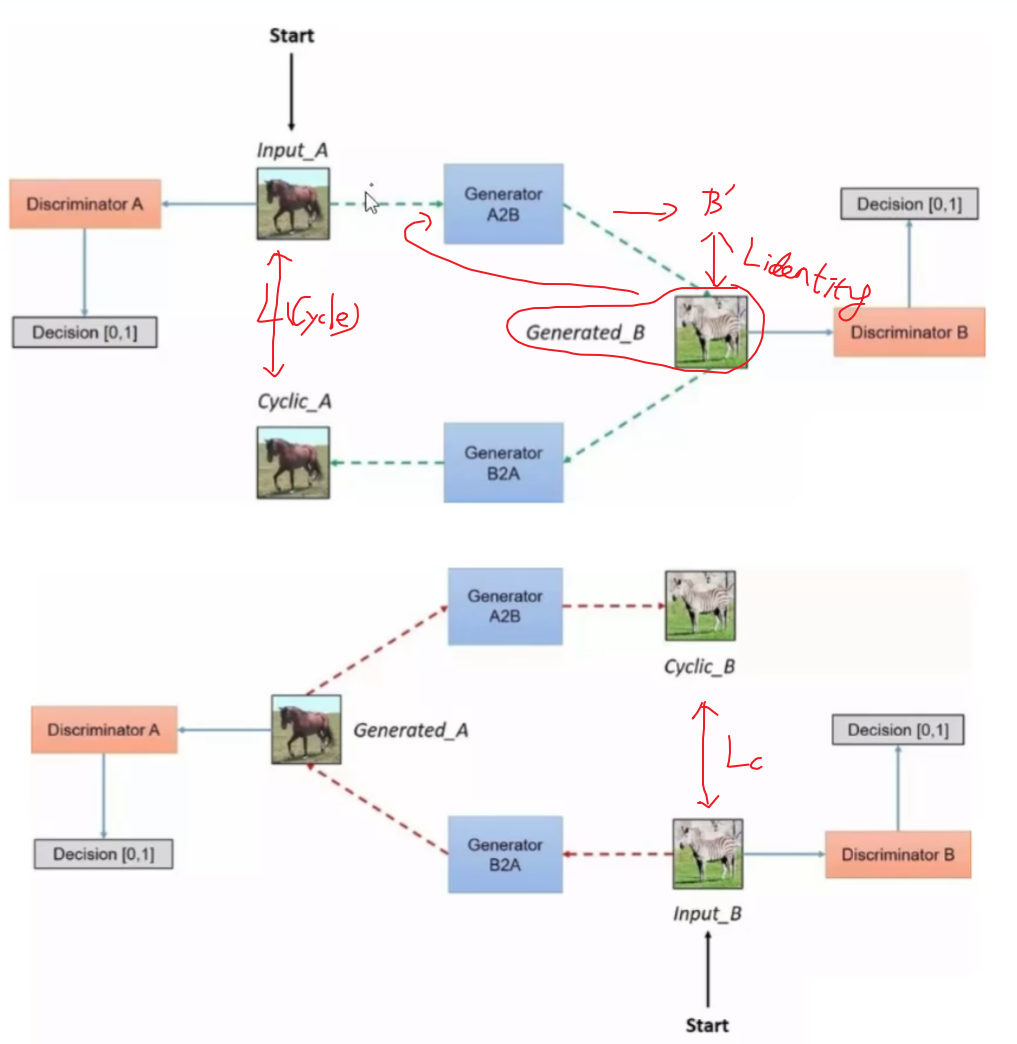 Start
Input_A
Discriminator A
Generator
A2B
B′
Decision [0,1]
L identity
Decision [0,1]
L(Cycle)
Generated_B
Discriminator B
Cyclic_A
Generator
B2A
Generator
A2B
Cyclic_B
Discriminator A
Generated_A
Decision [0,1]
Lc
Decision [0,1]
Generator
B2A
Discriminator B
Input_B
Start